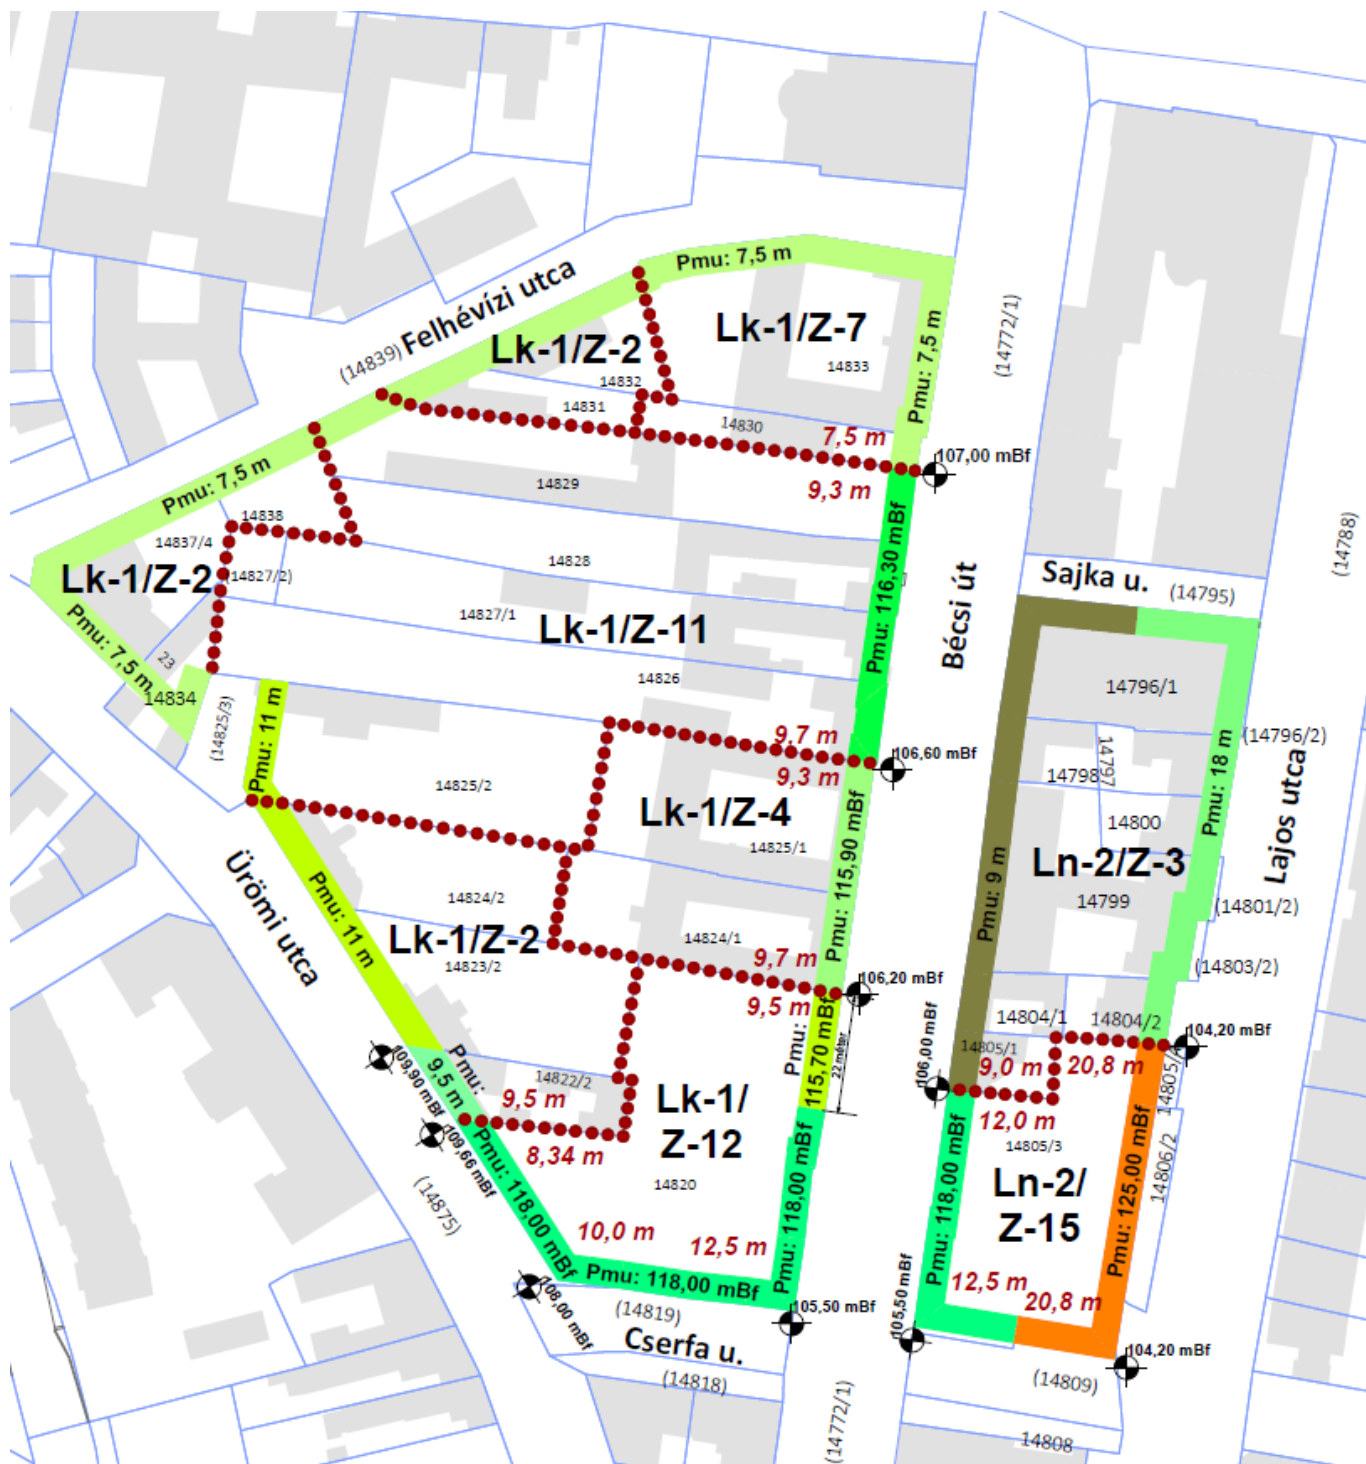 Pmu: 7,5 m
Felhévízi utca
(14839)
Lk-1/Z-7
14833
Pmu: 7,5 m
(14772/1)
Lk-1/Z-2
14832
14831
14830
7,5 m
9,3 m
107,00 mBf
Pmu: 7,5 m
14829
14838
14837/4
Lk-1/Z-2
(14827/2)
14828
14827/1
Lk-1/Z-11
Pmu: 116,30 mBf
Bécsi út
Sajka u.
(14795)
(14788)
Pmu: 7,5 m
23
14834
(14825/3)
14826
Pmu: 11 m
9,7 m
9,3 m
106,60 mBf
14825/2
Lk-1/Z-4
14825/1
Pmu: 115,90 mBf
14796/1
(14796/2)
14797
14798
14800
Pmu: 18 m
Lajos utca
Ln-2/Z-3
14799
Pmu: 9 m
(14801/2)
(14803/2)
Ürömi utca
Pmu: 11 m
14824/2
Lk-1/Z-2
14823/2
14824/1
9,7 m
9,5 m
106,20 mBf
Pmu:
115,70 mBf
22 méter
14804/1
14804/2
104,20 mBf
14805/1
9,0 m
20,8 m
106,00 mBf
12,0 m
14805/3
14806/2
109,90 mBf
Pmu:
9,5 m
14822/2
9,5 m
8,34 m
109,66 mBf
Lk-1/
Z-12
14820
Pmu: 118,00 mBf
(14875)
10,0 m
12,5 m
Pmu: 118,00 mBf
Pmu: 118,00 mBf
105,50 mBf
108,00 mBf
(14819)
Cserfa u.
(14818)
(14772/1)
Pmu: 118,00 mBf
Ln-2/
Z-15
Pmu: 125,00 mBf
12,5 m
20,8 m
105,50 mBf
104,20 mBf
(14809)
14808